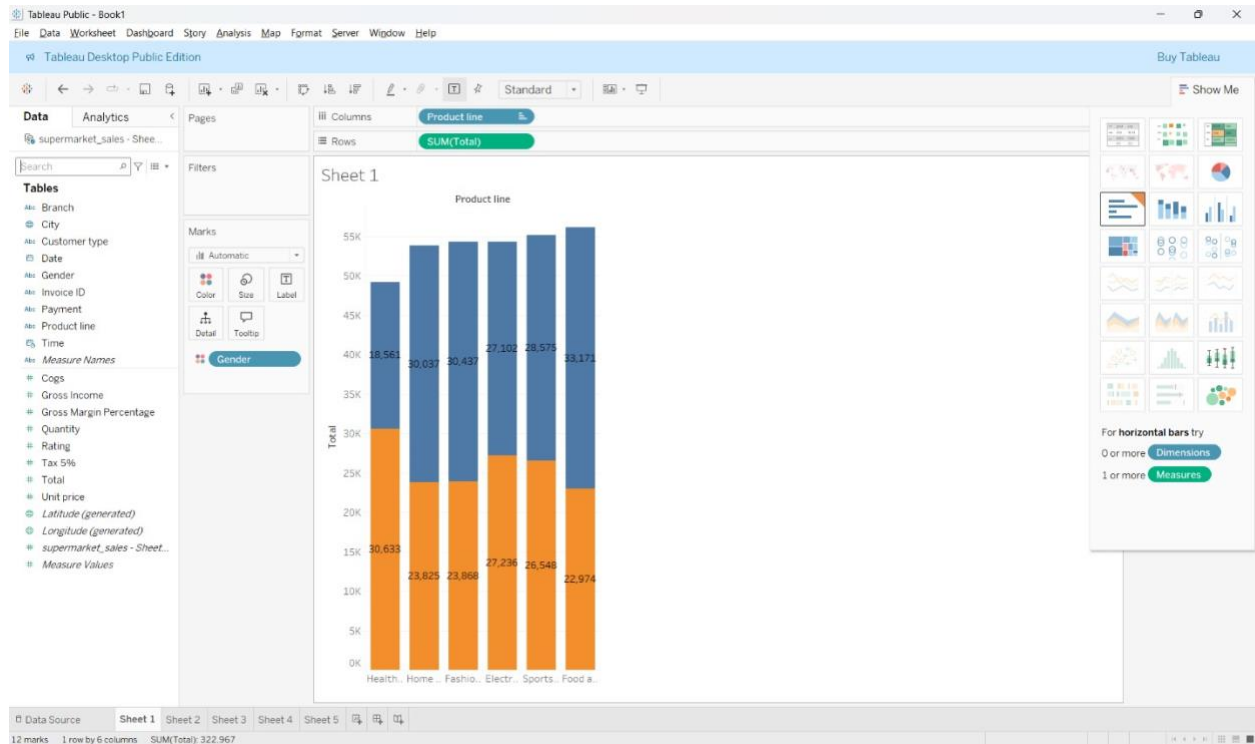 Tableau Public - Book1
File Data Worksheet Dashboard Story Analysis Map Format Server Window Help
Tableau Desktop Public Edition
Buy Tableau
Standard
Show Me
Data Analytics
supermarket_sales - Shee...
Search
Tables
Abc Branch
City
Abc Customer type
Date
Abc Gender
Abc Invoice ID
Abc Payment
Abc Product line
Time
Abc Measure Names
# Cogs
# Gross Income
# Gross Margin Percentage
# Quantity
# Rating
# Tax 5%
# Total
# Unit price
Latitude (generated)
Longitude (generated)
# supermarket_sales - Sheet...
# Measure Values
Pages
Filters
Marks
Automatic
Color Size Label
Detail Tooltip
Gender
Columns Product line
Rows SUM(Total)
Sheet 1
Product line
Total
55K
50K
45K
40K
35K
30K
25K
20K
15K
10K
5K
0K
18,561 30,037 30,437 27,102 28,575 33,171
30,633 23,825 23,868 27,236 26,548 22,974
Health.. Home .. Fashio.. Electr.. Sports.. Food a..
For horizontal bars try
0 or more Dimensions
1 or more Measures
Data Source Sheet 1 Sheet 2 Sheet 3 Sheet 4 Sheet 5
12 marks 1 row by 6 columns SUM(Total): 322.967